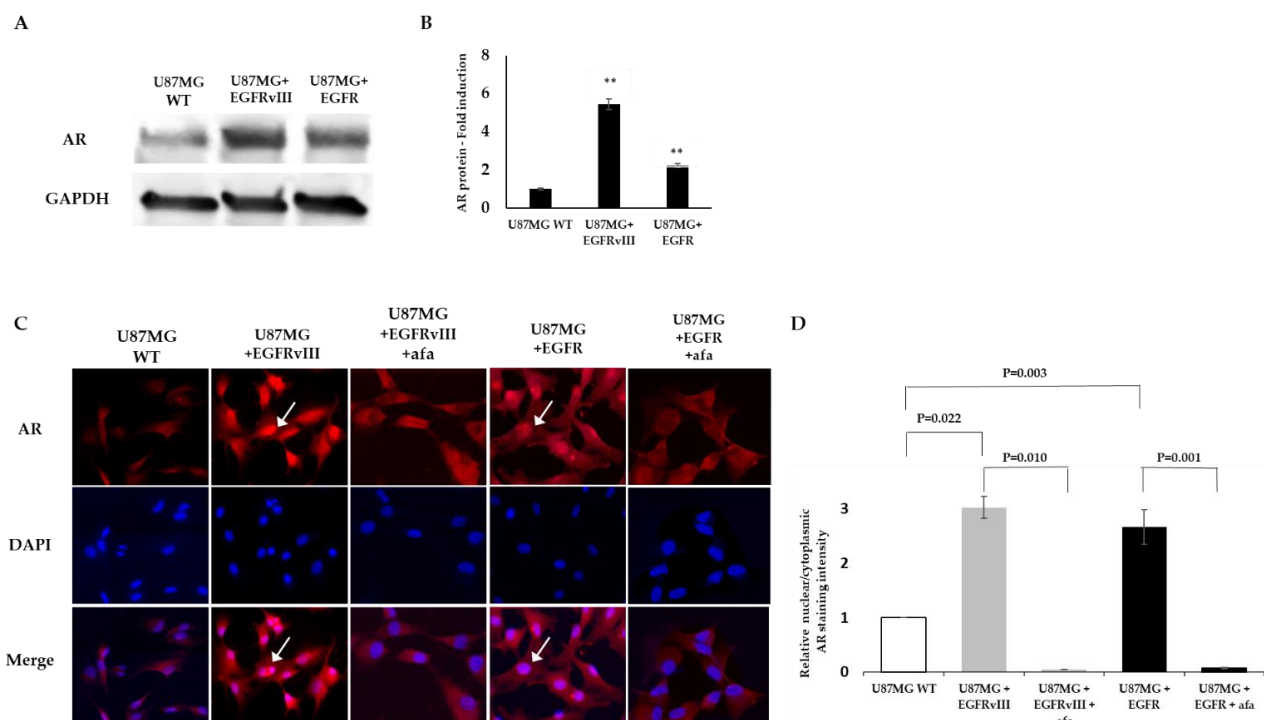 A
U87MG
WT
U87MG+
EGFRvIII
U87MG+
EGFR
AR
GAPDH
B
AR protein - Fold induction
8
6
4
2
0
**
**
U87MG WT
U87MG+
EGFRvIII
U87MG+
EGFR
C
U87MG
WT
U87MG
+EGFRvIII
U87MG
+EGFRvIII
+afa
U87MG
+EGFR
U87MG
+EGFR
+afa
AR
DAPI
Merge
D
P=0.003
P=0.022
P=0.010
P=0.001
Relative nuclear/cytoplasmic
AR staining intensity
3
2
1
0
U87MG WT
U87MG +
EGFRvIII
U87MG +
EGFRvIII +
afa
U87MG +
EGFR
U87MG +
EGFR + afa